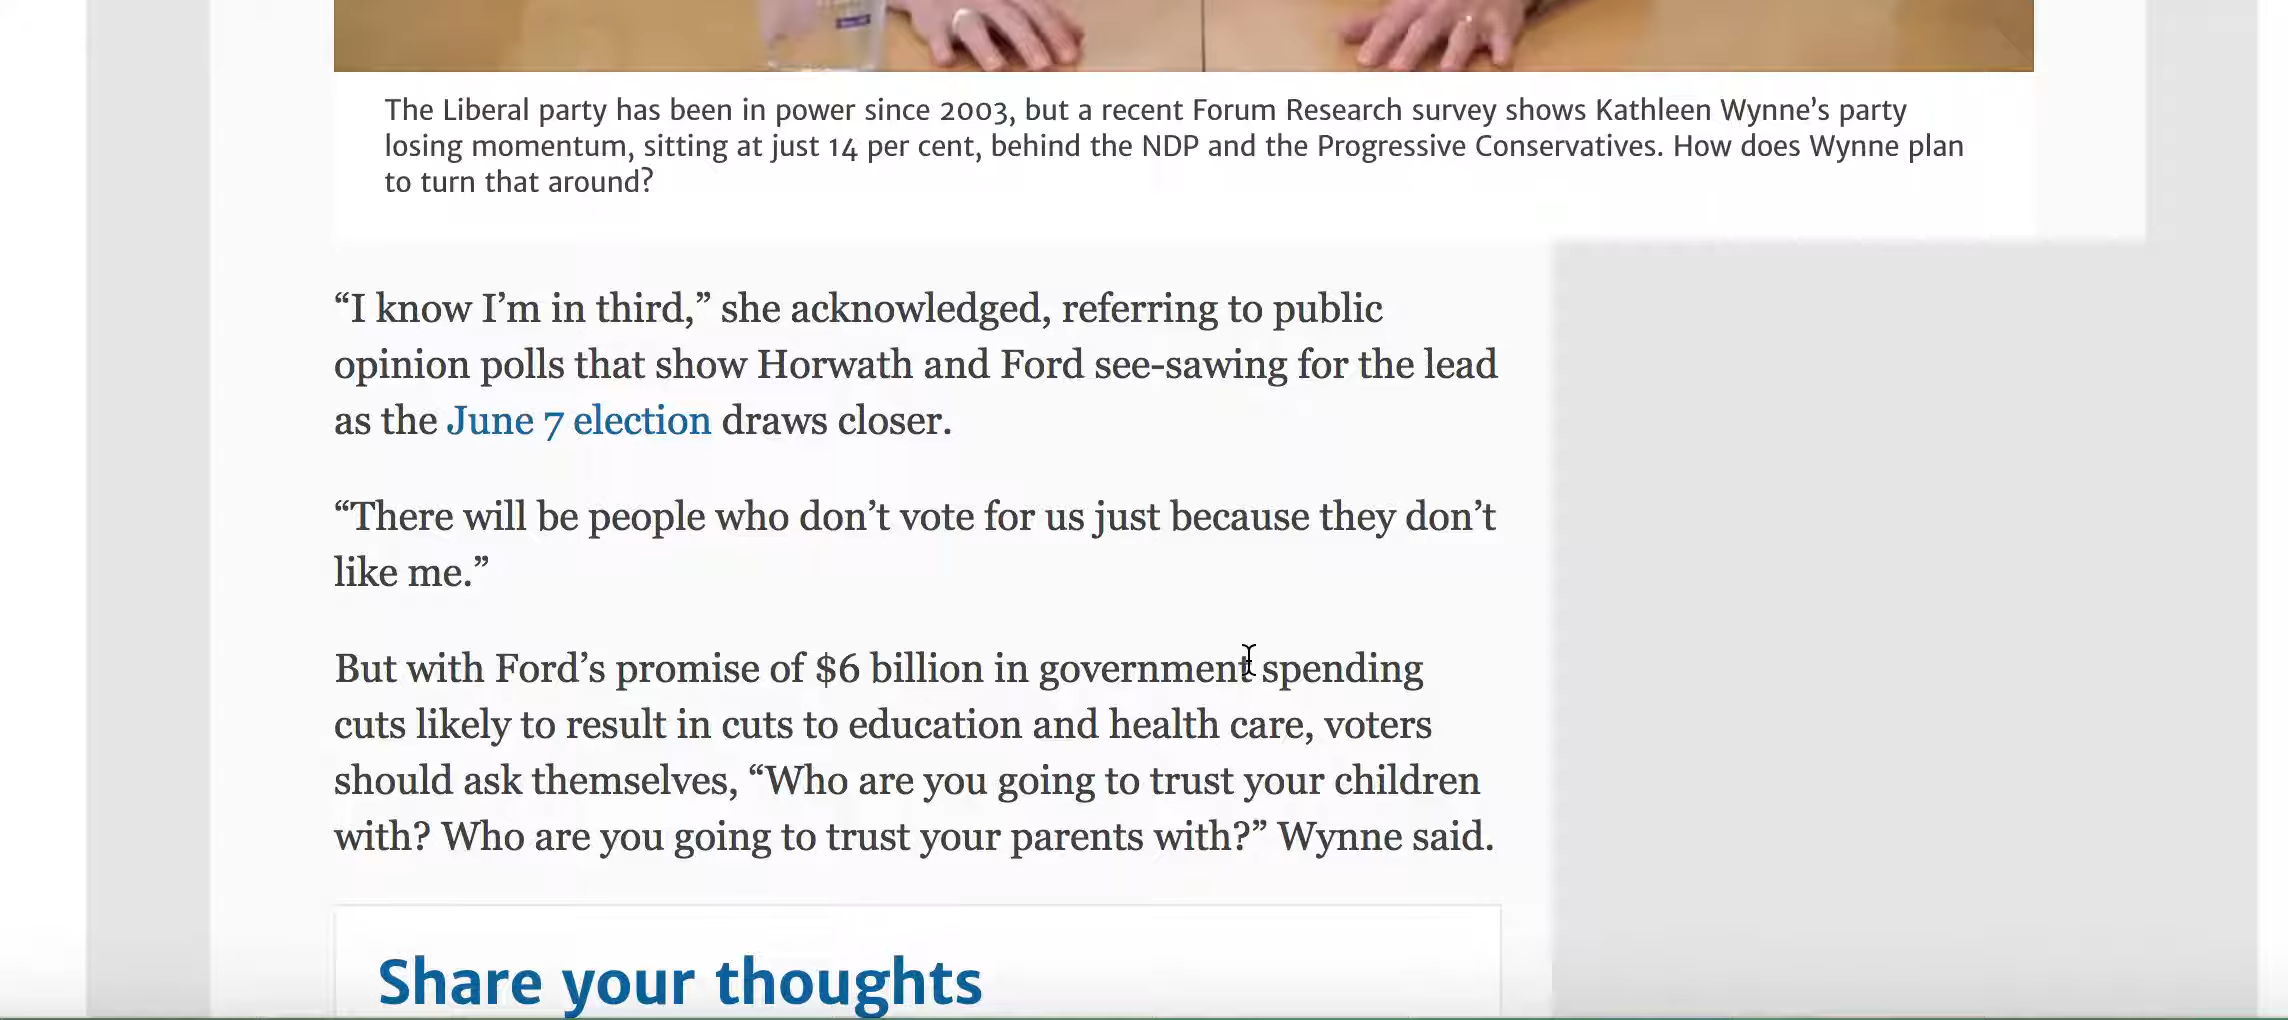 The Liberal party has been in power since 2003, but a recent Forum Research survey shows Kathleen Wynne’s party
losing momentum, sitting at just 14 per cent, behind the NDP and the Progressive Conservatives. How does Wynne plan
to turn that around?
“I know I’m in third,” she acknowledged, referring to public
opinion polls that show Horwath and Ford see-sawing for the lead
as the June 7 election draws closer.
“There will be people who don’t vote for us just because they don’t
like me.”
But with Ford’s promise of $6 billion in government spending
cuts likely to result in cuts to education and health care, voters
should ask themselves, “Who are you going to trust your children
with? Who are you going to trust your parents with?” Wynne said.
Share your thoughts